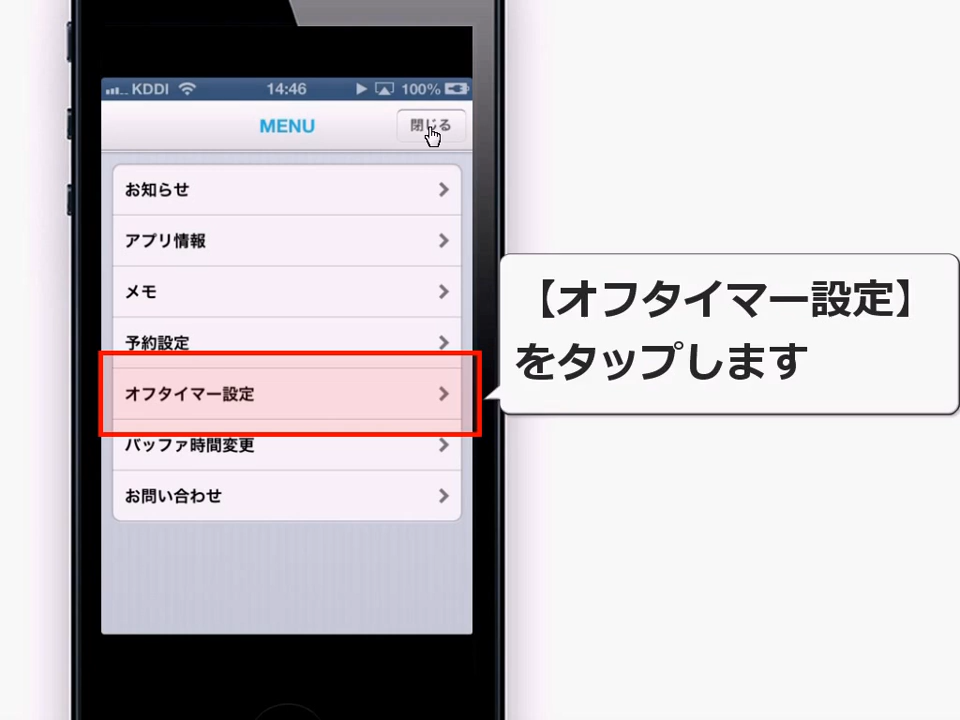 KDDI 14:46 100%
MENU 閉じる
お知らせ
アプリ情報
メモ
予約設定
オフタイマー設定
バッファ時間変更
お問い合わせ
【オフタイマー設定】
をタップします